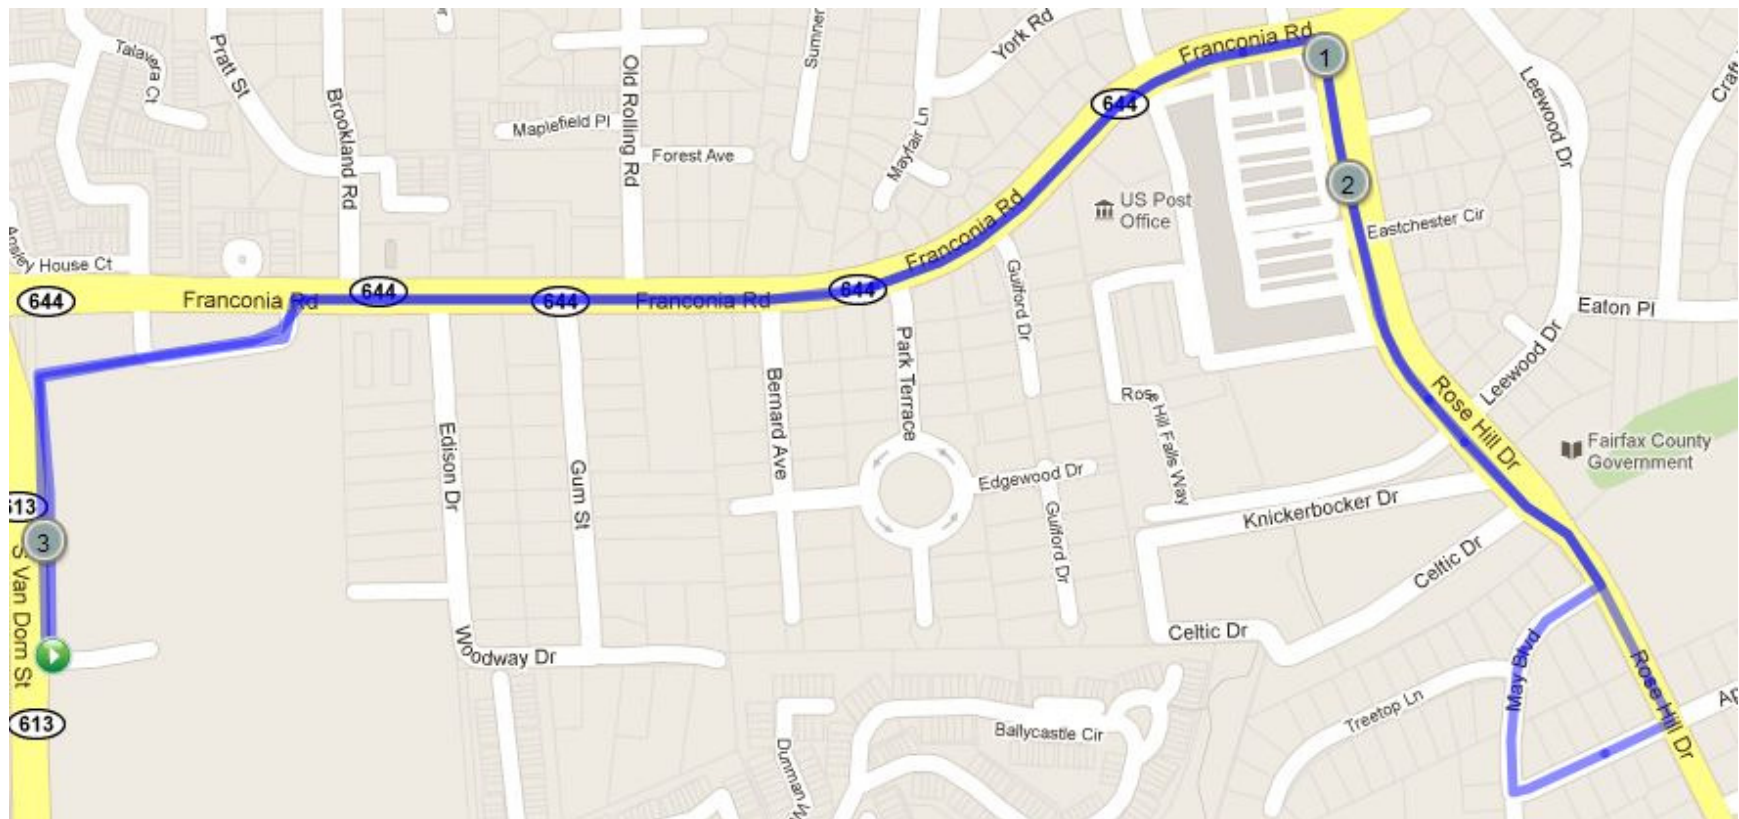 Talavera Ct
Pratt St
Brookland Rd
Old Rolling Rd
Maplefield Pl
Forest Ave
Summer
York Rd
Mayfair Ln
Franconia Rd
1
644
Leewood Dr
Craft
2
US Post
Office
Eastchester Cir
Franconia Rd
House Ct
644
Franconia Rd
644
644
Franconia Rd
644
Guilford Dr
Eaton Pl
Park Terrace
Leewood Dr
Bernard Ave
Rose Hill Falls Way
Rose Hill Dr
Edison Dr
Gum St
Edgewood Dr
Fairfax County
Government
Knickerbocker Dr
613
3
S Van Dorn St
Guilford Dr
Celtic Dr
Celtic Dr
Woodway Dr
May Blvd
Rose Hill Dr
Treetop Ln
Ap
613
Ballycastle Cir
Dunman